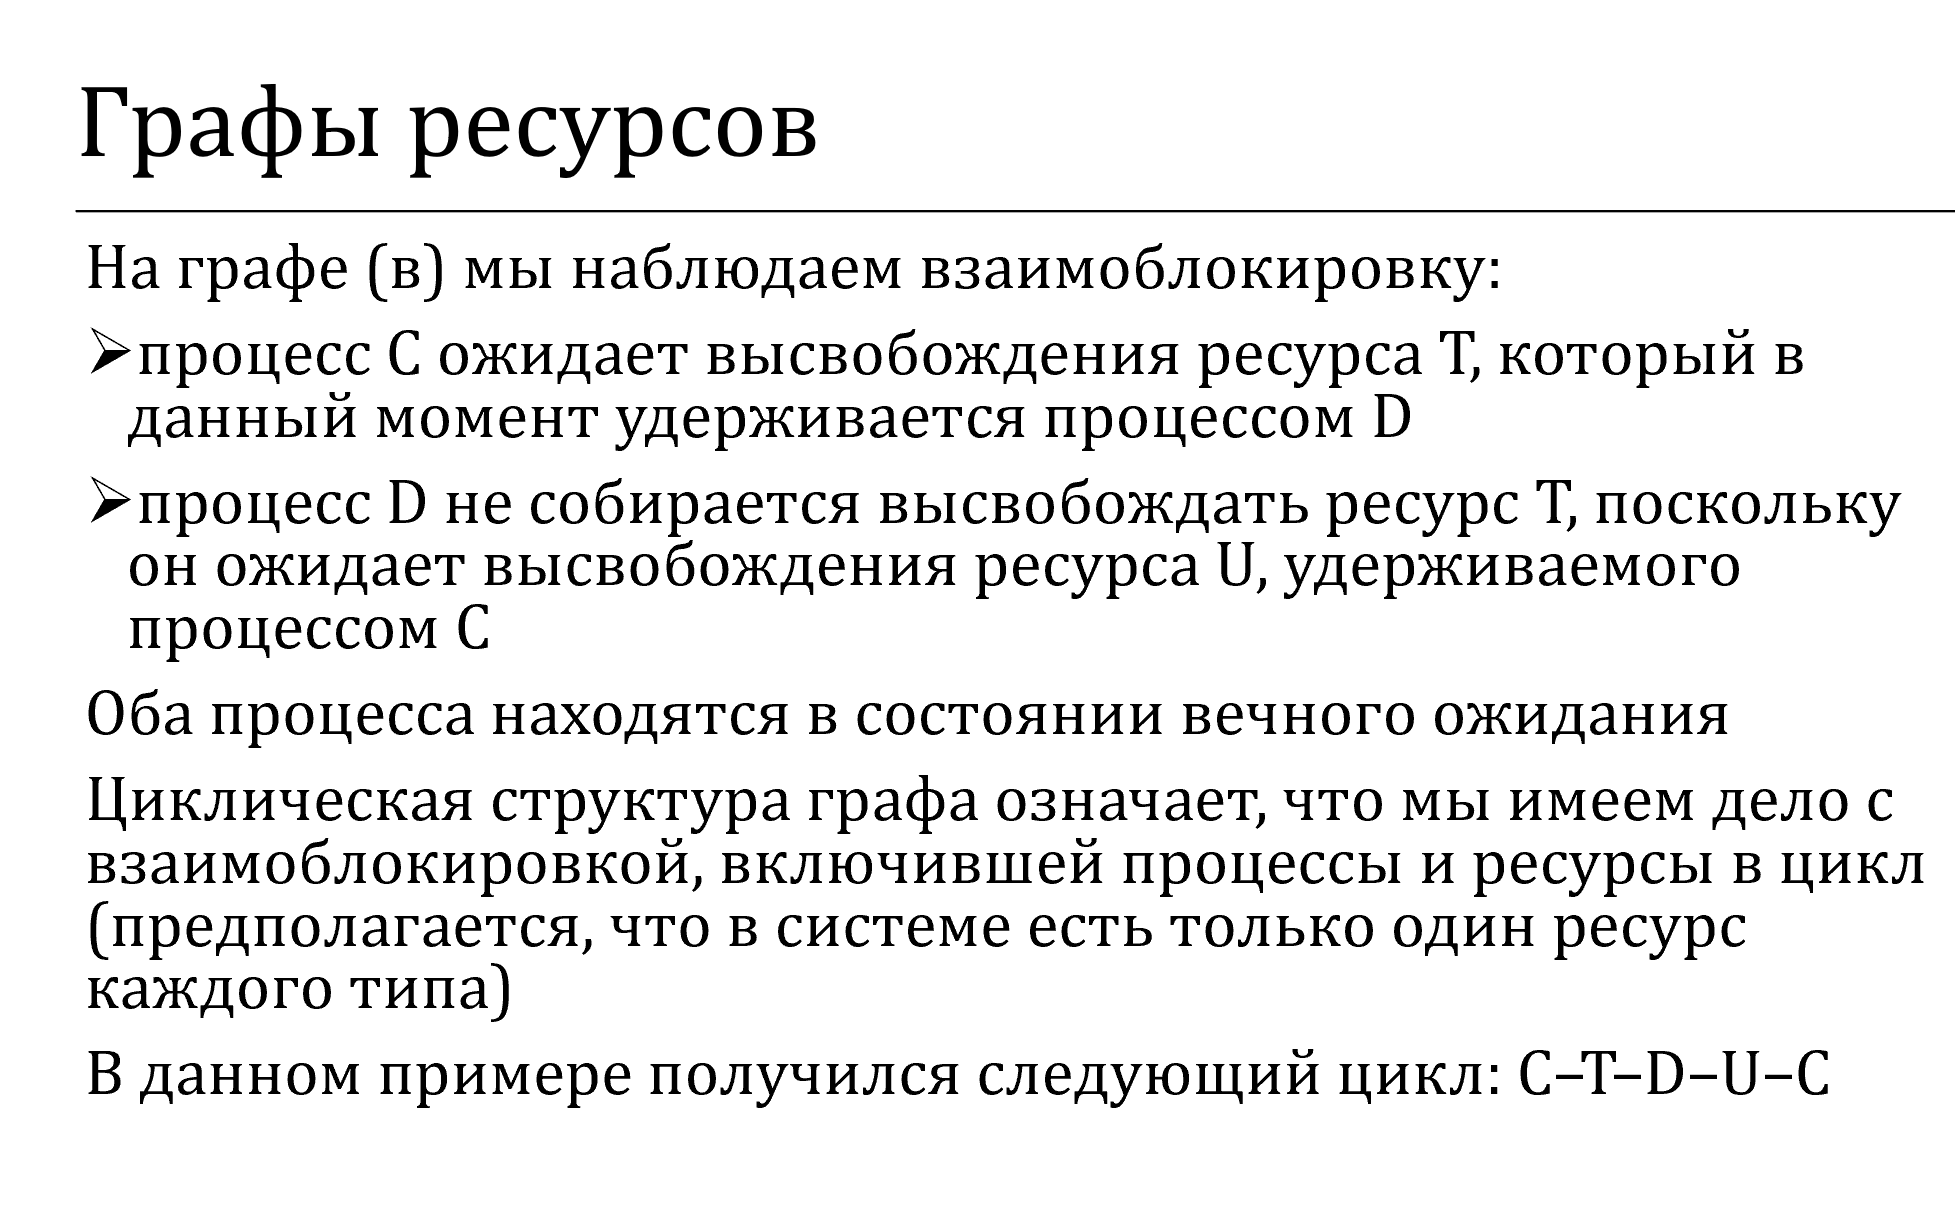 Графы ресурсов
На графе (в) мы наблюдаем взаимоблокировку:
➢процесс C ожидает высвобождения ресурса T, который в
данный момент удерживается процессом D
➢процесс D не собирается высвобождать ресурс T, поскольку
он ожидает высвобождения ресурса U, удерживаемого
процессом C
Оба процесса находятся в состоянии вечного ожидания
Циклическая структура графа означает, что мы имеем дело с
взаимоблокировкой, включившей процессы и ресурсы в цикл
(предполагается, что в системе есть только один ресурс
каждого типа)
В данном примере получился следующий цикл: C–T–D–U–C